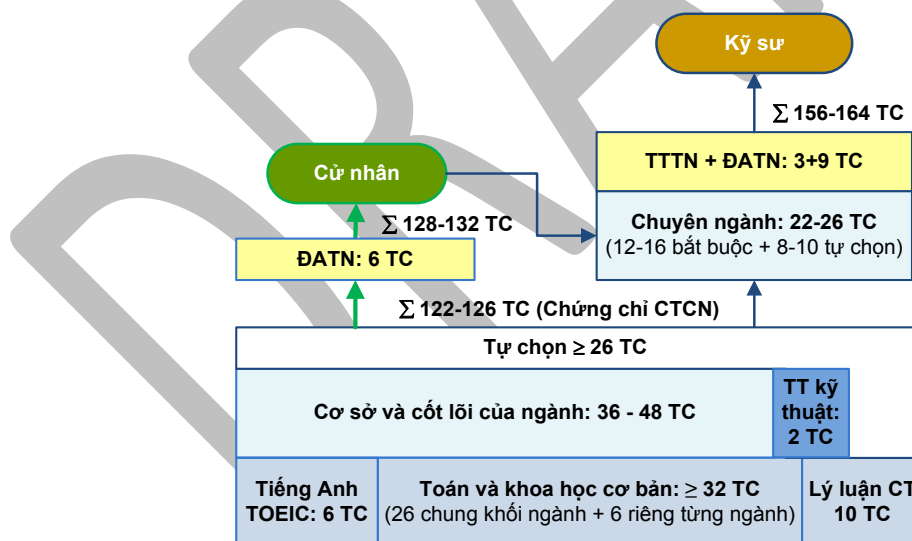 DRA
Kỹ sư
∑ 156-164 TC
TTTN + ĐATN: 3+9 TC
Cử nhân
Chuyên ngành: 22-26 TC
(12-16 bắt buộc + 8-10 tự chọn)
∑ 128-132 TC
ĐATN: 6 TC
∑ 122-126 TC (Chứng chỉ CTCN)
Tự chọn ≥ 26 TC
Cơ sở và cốt lõi của ngành: 36 - 48 TC
TT kỹ
thuật:
2 TC
Tiếng Anh
TOEIC: 6 TC
Toán và khoa học cơ bản: ≥ 32 TC
(26 chung khối ngành + 6 riêng từng ngành)
Lý luận CT
10 TC